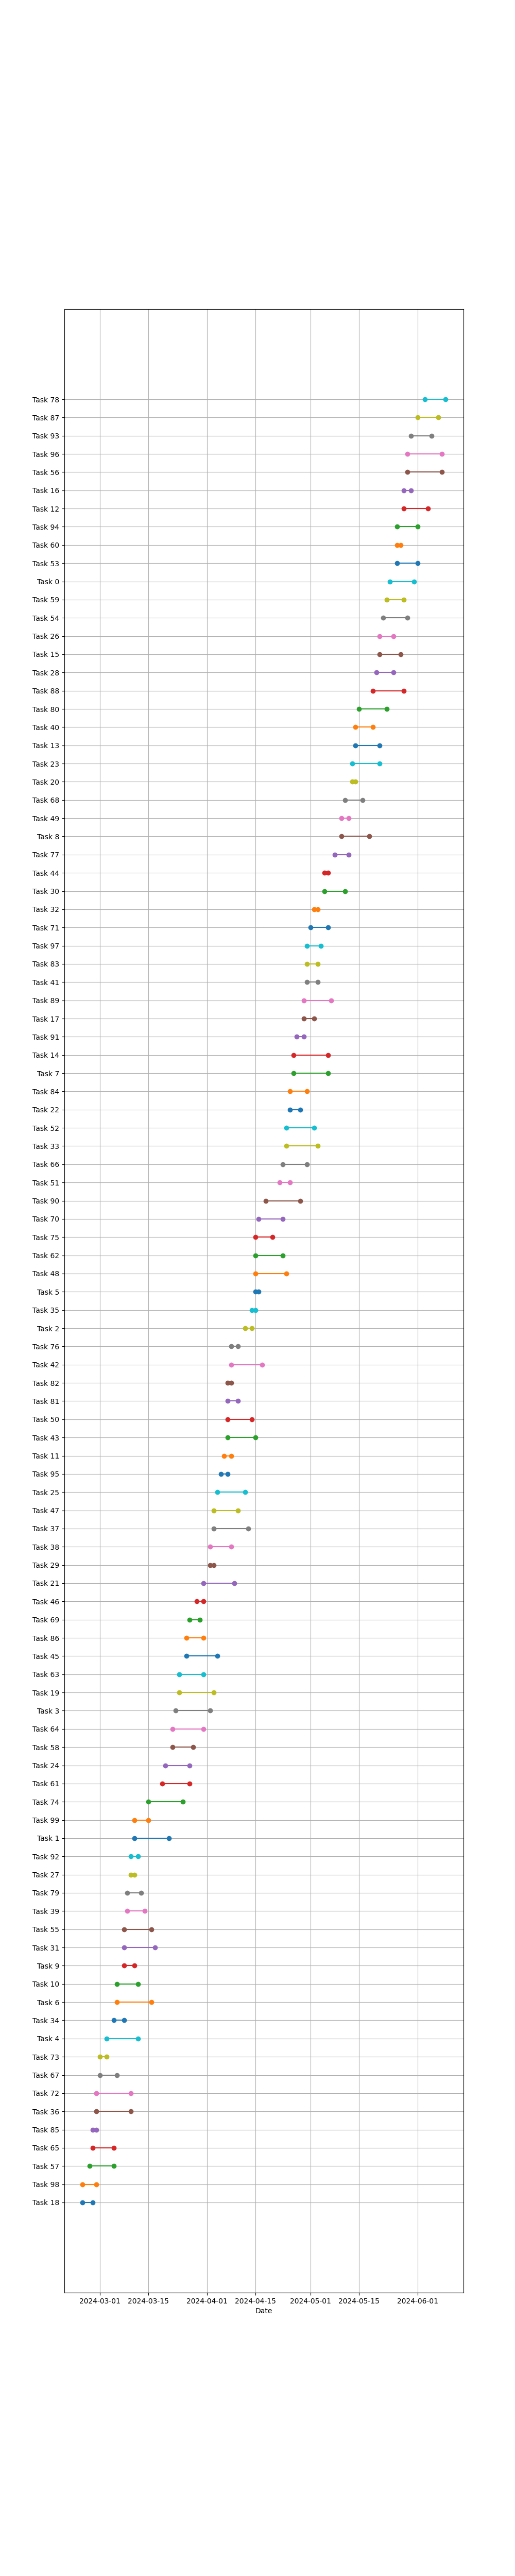 Task 78
Task 87
Task 93
Task 96
Task 56
Task 16
Task 12
Task 94
Task 60
Task 53
Task 0
Task 59
Task 54
Task 26
Task 15
Task 28
Task 88
Task 80
Task 40
Task 13
Task 23
Task 20
Task 68
Task 49
Task 8
Task 77
Task 44
Task 30
Task 32
Task 71
Task 97
Task 83
Task 41
Task 89
Task 17
Task 91
Task 14
Task 7
Task 84
Task 22
Task 52
Task 33
Task 66
Task 51
Task 90
Task 70
Task 75
Task 62
Task 48
Task 5
Task 35
Task 2
Task 76
Task 42
Task 82
Task 81
Task 50
Task 43
Task 11
Task 95
Task 25
Task 47
Task 37
Task 38
Task 29
Task 21
Task 46
Task 69
Task 86
Task 45
Task 63
Task 19
Task 3
Task 64
Task 58
Task 24
Task 61
Task 74
Task 99
Task 1
Task 92
Task 27
Task 79
Task 39
Task 55
Task 31
Task 9
Task 10
Task 6
Task 34
Task 4
Task 73
Task 67
Task 72
Task 36
Task 85
Task 65
Task 57
Task 98
Task 18
2024-03-01 2024-03-15 2024-04-01 2024-04-15 2024-05-01 2024-05-15 2024-06-01
Date